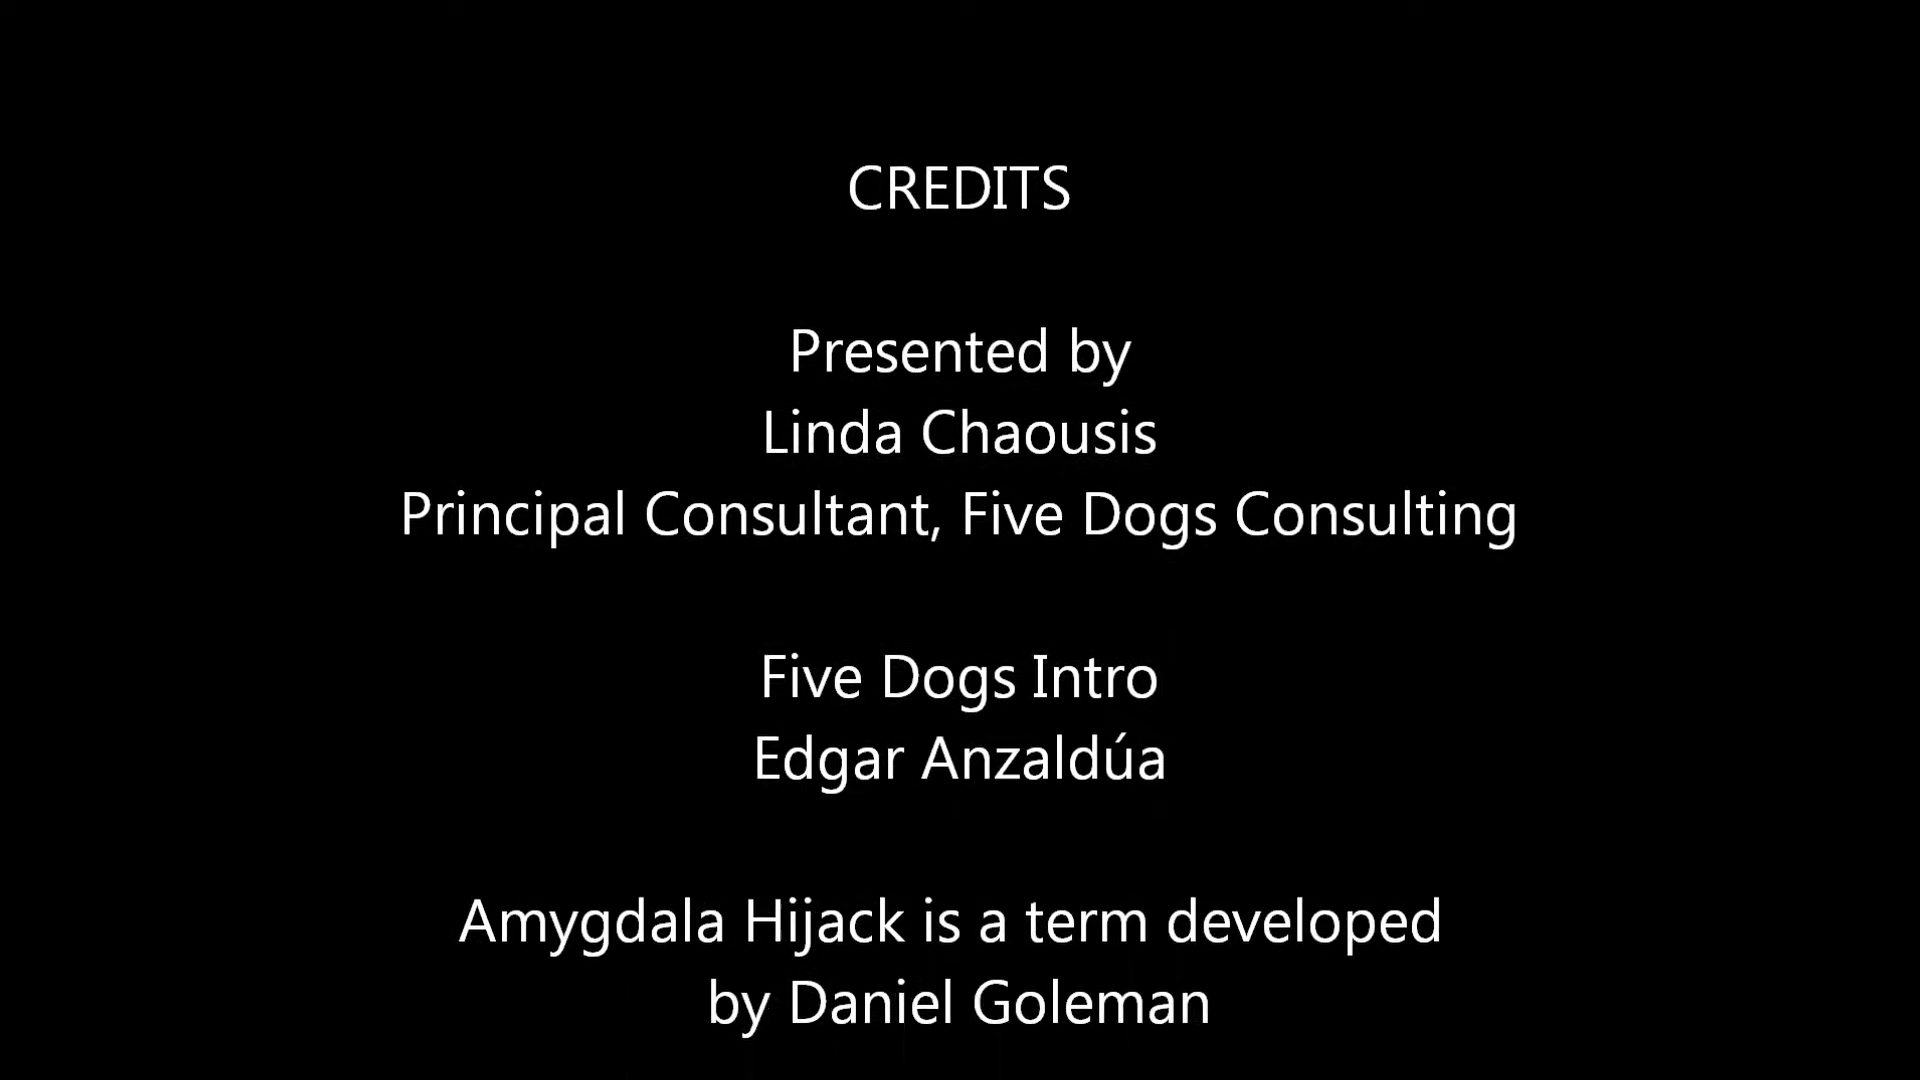 CREDITS
Presented by
Linda Chaousis
Principal Consultant, Five Dogs Consulting
Five Dogs Intro
Edgar Anzaldúa
Amygdala Hijack is a term developed
by Daniel Goleman